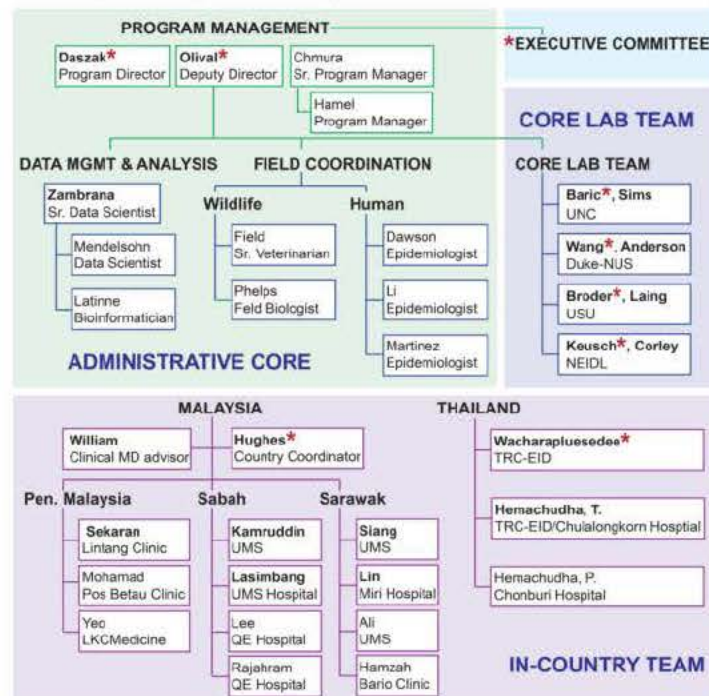 PROGRAM MANAGEMENT
*EXECUTIVE COMMITTEE
Daszak*
Program Director
Olival*
Deputy Director
Chmura
Sr. Program Manager
Hamel
Program Manager
CORE LAB TEAM
DATA MGMT & ANALYSIS
FIELD COORDINATION
CORE LAB TEAM
Zambrana
Sr. Data Scientist
Mendelsohn
Data Scientist
Latinne
Bioinformatician
Wildlife
Field
Sr. Veterinarian
Phelps
Feld Biologist
Human
Dawson
Epidemiologist
Li
Epidemiologist
Martinez
Epidemiologist
Baric*, Sims
UNC
Wang*, Anderson
Duke-NUS
Broder*, Laing
USU
Keusch*, Corley
NEIDL
ADMINISTRATIVE CORE
MALAYSIA
William
Clinical MD advisor
Hughes*
Country Coordinator
Pen. Malaysia
Sekaran
Lintang Clinic
Mohamad
Pos Betau Clinic
Yeo
LKCMedicine
Sabah
Kamruddin
UMS
Lasimbang
UMS Hospital
Lee
QE Hospital
Rajahram
QE Hospital
Sarawak
Siang
UMS
Lin
Miri Hospital
Ali
UMS
Hamzah
Bario Clinic
THAILAND
Wacharapluesedee*
TRC-EID
Hemachudha, T.
TRC-EID/Chulalongkorn Hosptial
Hemachudha, P.
Chonburi Hospital
IN-COUNTRY TEAM